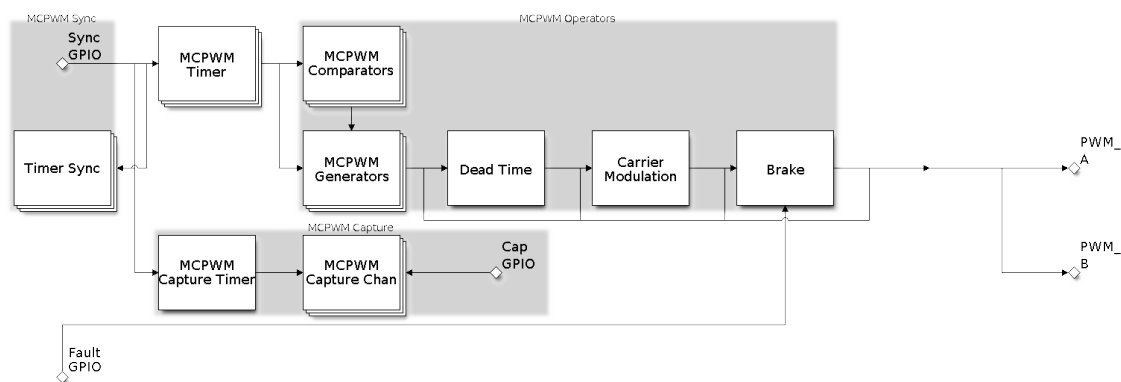 MCPWM Sync
MCPWM Operators
Sync
GPIO
MCPWM
Timer
MCPWM
Comparators
Timer Sync
MCPWM
Generators
Dead Time
Carrier
Modulation
Brake
PWM_
A
MCPWM Capture
MCPWM
Capture Timer
MCPWM
Capture Chan
Cap
GPIO
PWM_
B
Fault
GPIO